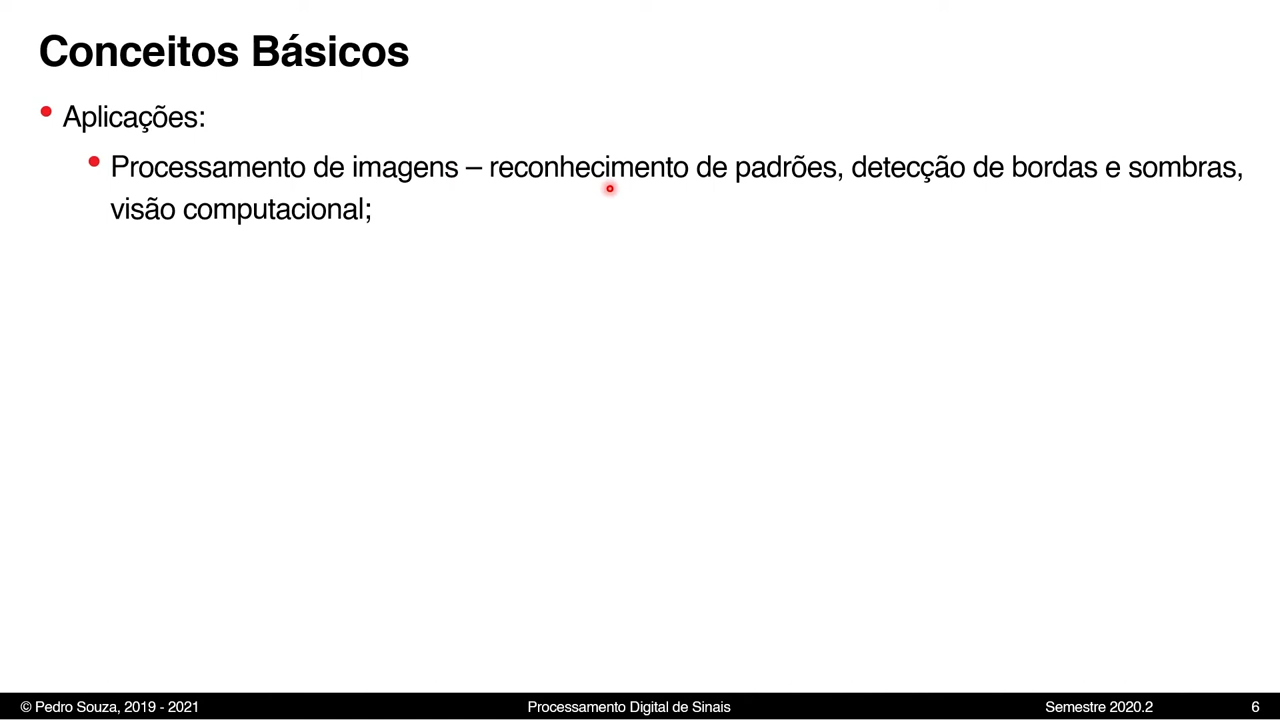 Conceitos Básicos
Aplicações:
Processamento de imagens – reconhecimento de padrões, detecção de bordas e sombras,
visão computacional;
© Pedro Souza, 2019 - 2021 Processamento Digital de Sinais Semestre 2020.2 6